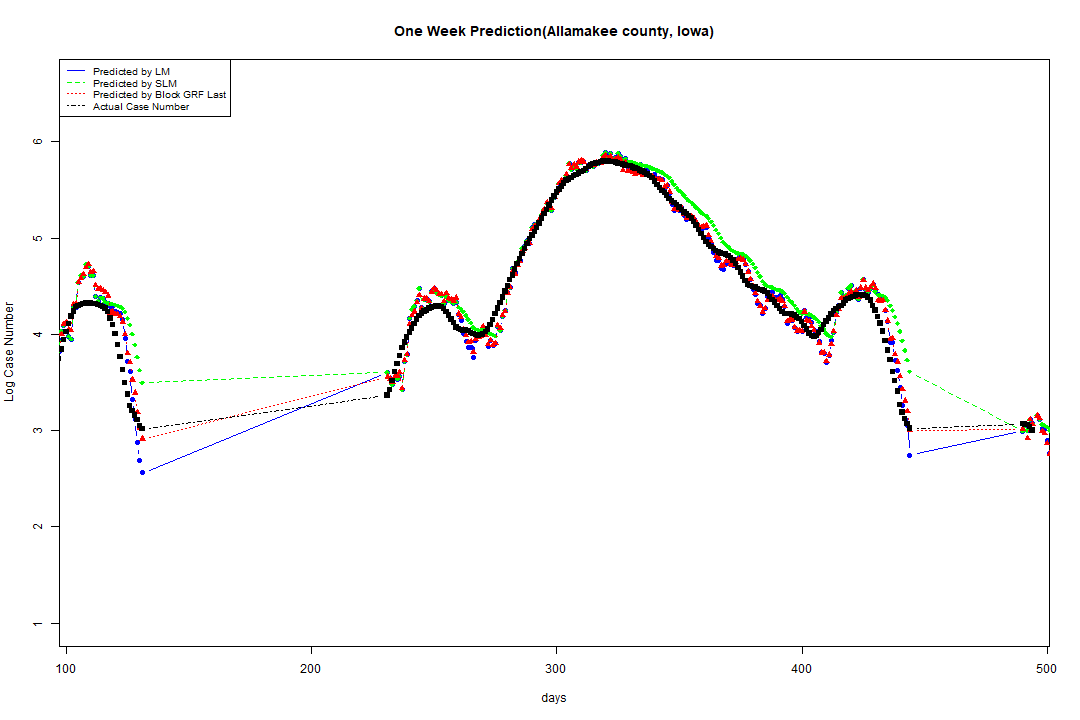 One Week Prediction(Allamakee county, Iowa)
Predicted by LM
Predicted by SLM
Predicted by Block GRF Last
Actual Case Number
6
5
4
3
2
1
Log Case Number
100 200 300 400 500
days